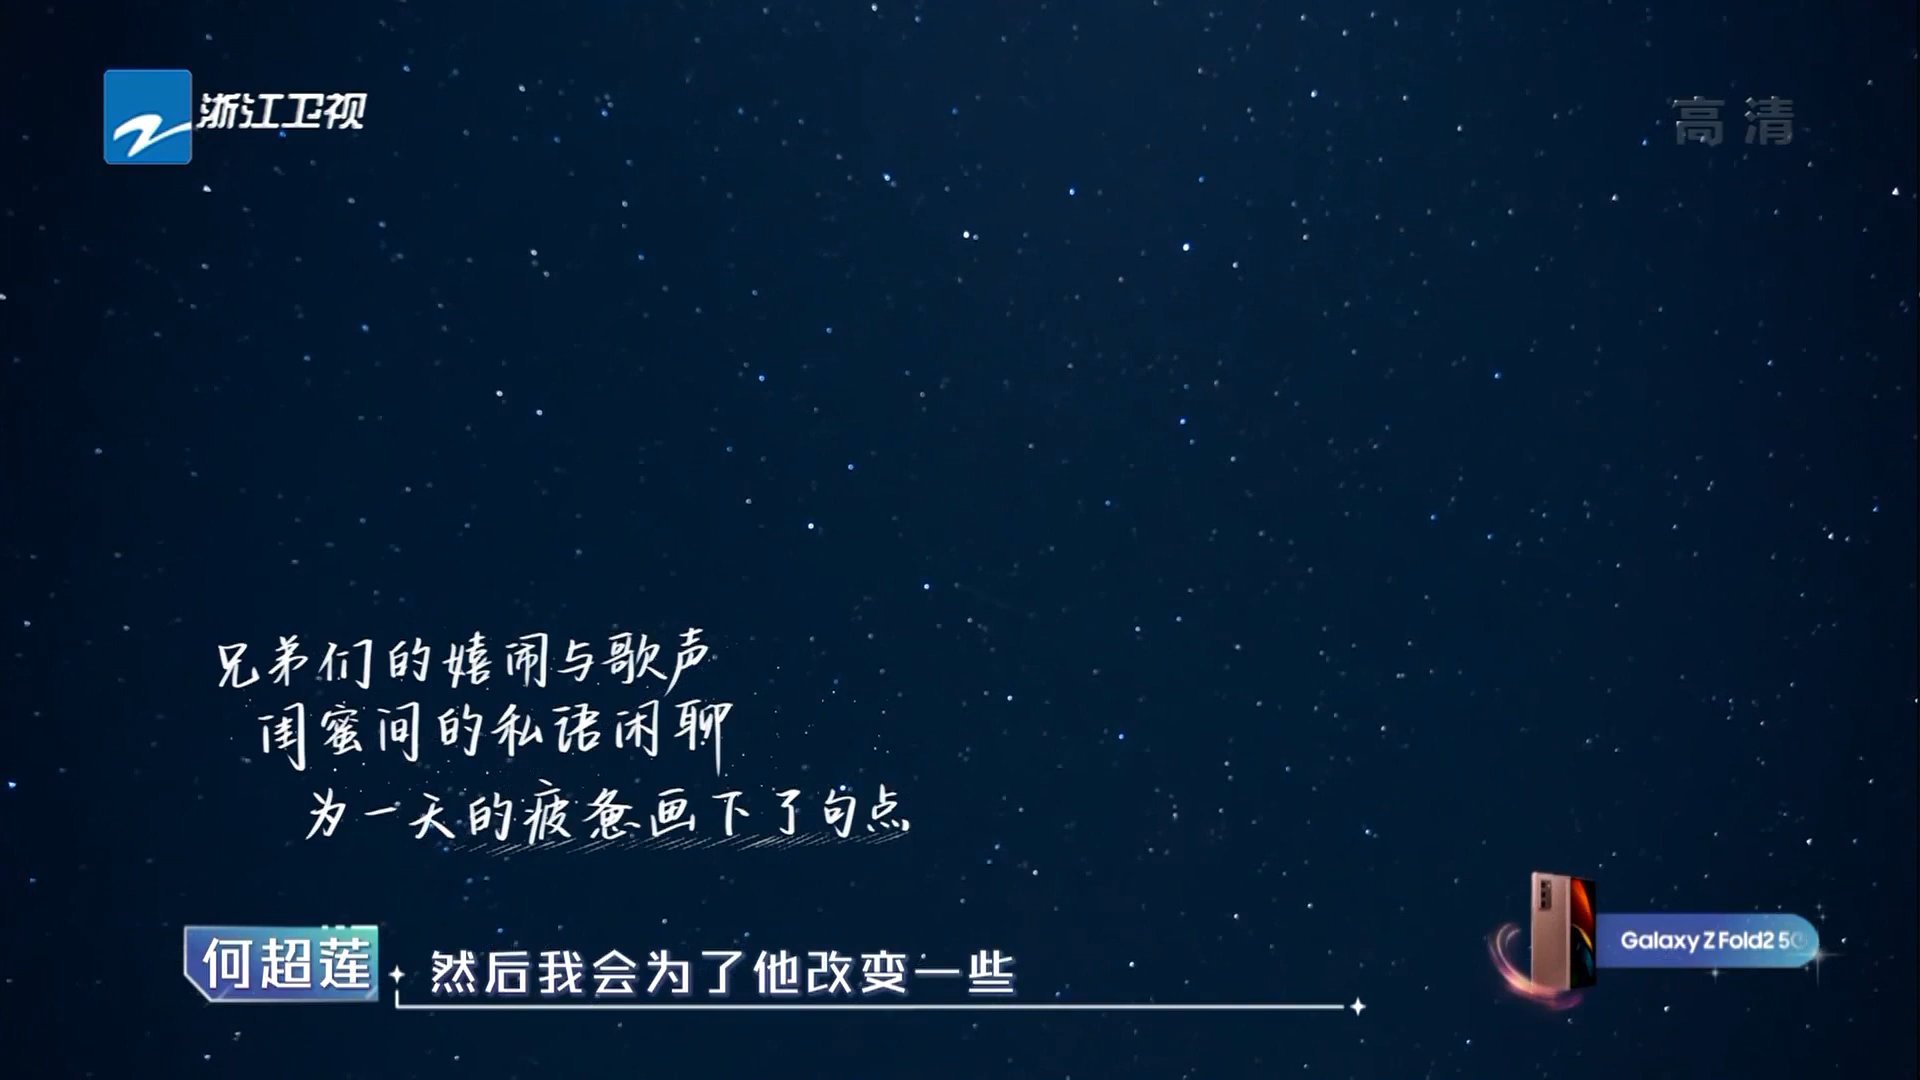 浙江卫视
高清
兄弟们的嬉闹与歌声
闺蜜间的私语闲聊
为一天的疲惫画下了句点
何超莲
然后我会为了他改变一些
Galaxy Z Fold2 5G